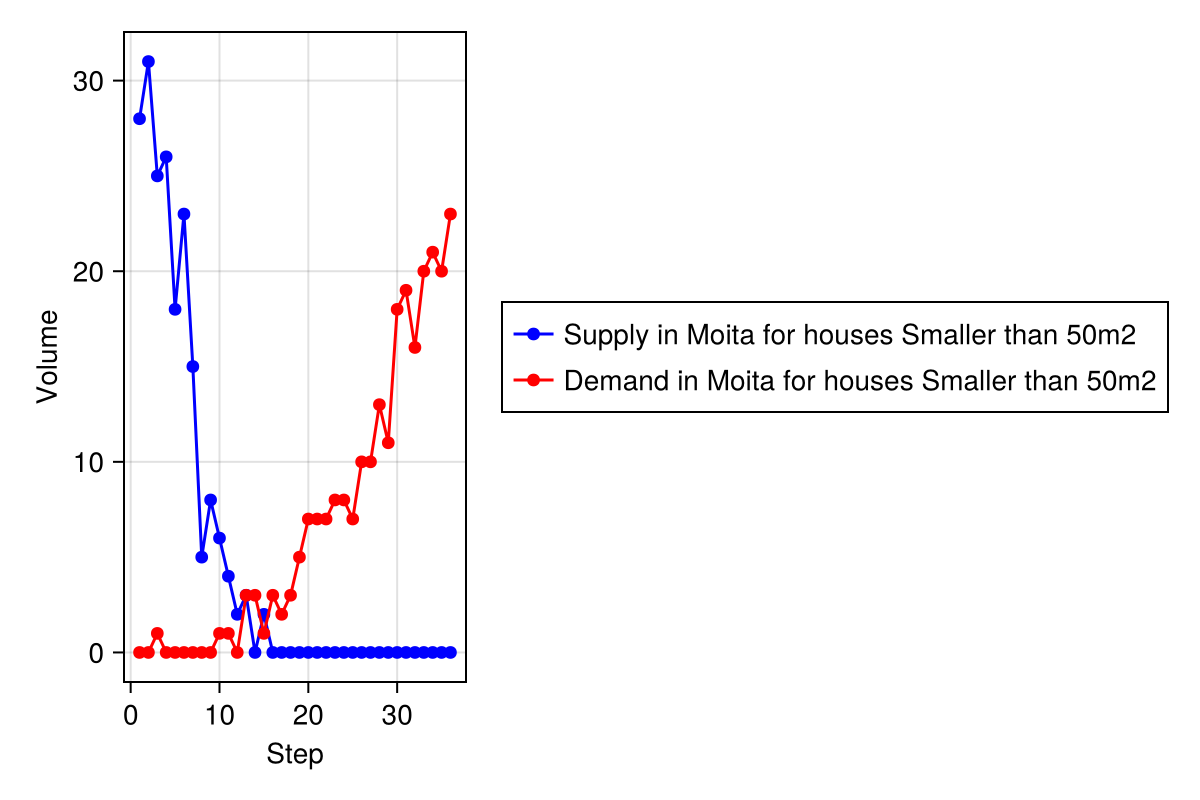 30
20
10
0
Volume
0 10 20 30
Step
Supply in Moita for houses Smaller than 50m2
Demand in Moita for houses Smaller than 50m2